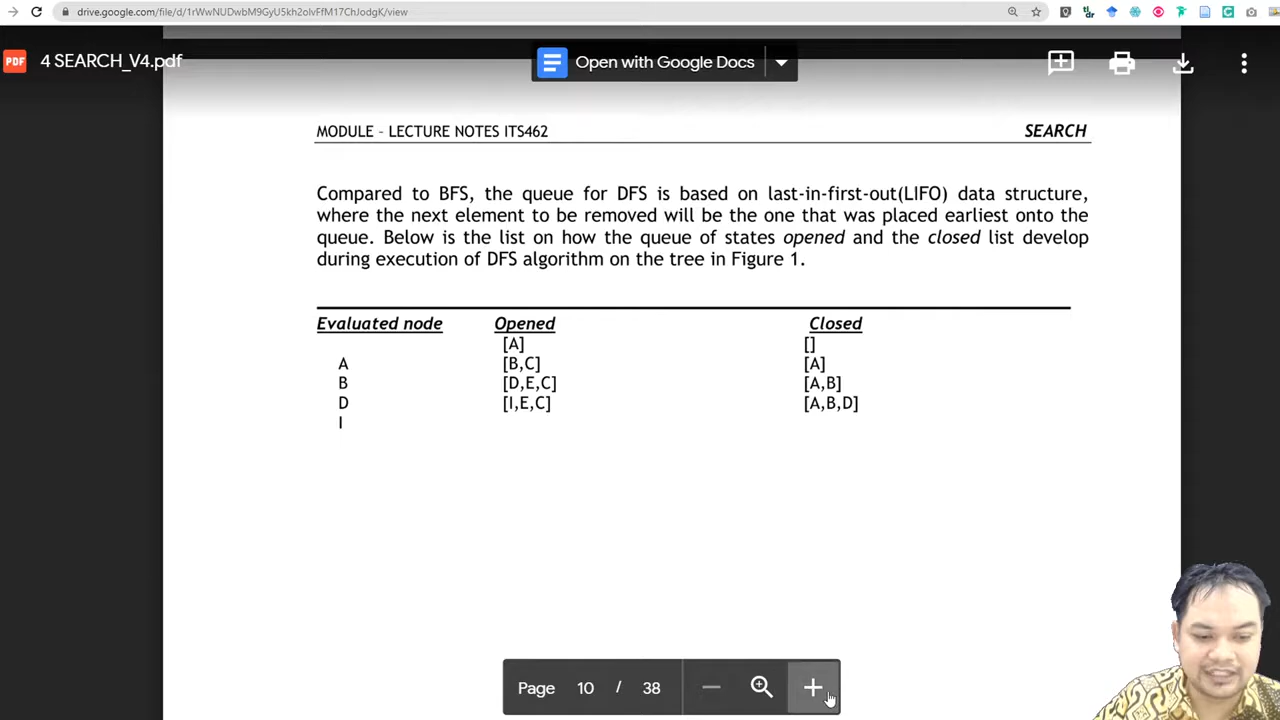 drive.google.com/file/d/1rWwNUDwbM9GyU5kh2olvFfM17ChJodgK/view
PDF 4 SEARCH_V4.pdf
Open with Google Docs
MODULE – LECTURE NOTES ITS462 SEARCH
Compared to BFS, the queue for DFS is based on last-in-first-out(LIFO) data structure,
where the next element to be removed will be the one that was placed earliest onto the
queue. Below is the list on how the queue of states opened and the closed list develop
during execution of DFS algorithm on the tree in Figure 1.
Evaluated node Opened Closed
[A] []
A [B,C] [A]
B [D,E,C] [A,B]
D [I,E,C] [A,B,D]
I
Page 10 / 38